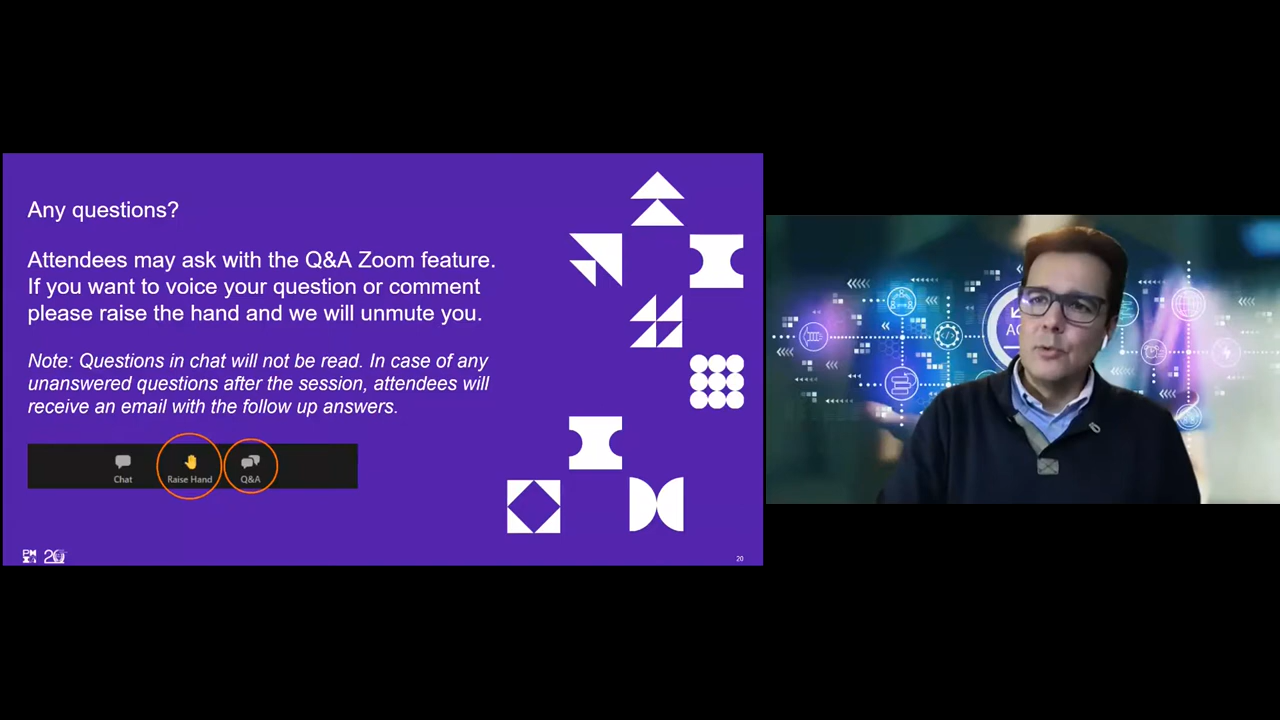 Any questions?
Attendees may ask with the Q&A Zoom feature.
If you want to voice your question or comment
please raise the hand and we will unmute you.
Note: Questions in chat will not be read. In case of any
unanswered questions after the session, attendees will
receive an email with the follow up answers.
Chat
Raise Hand
Q&A
PM
20
20